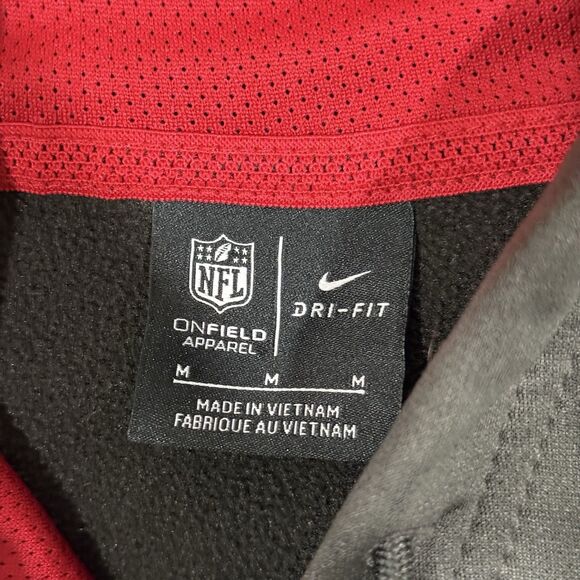 NFL
ONFIELD
APPAREL
DRI-FIT
M M M
MADE IN VIETNAM
FABRIQUE AU VIETNAM